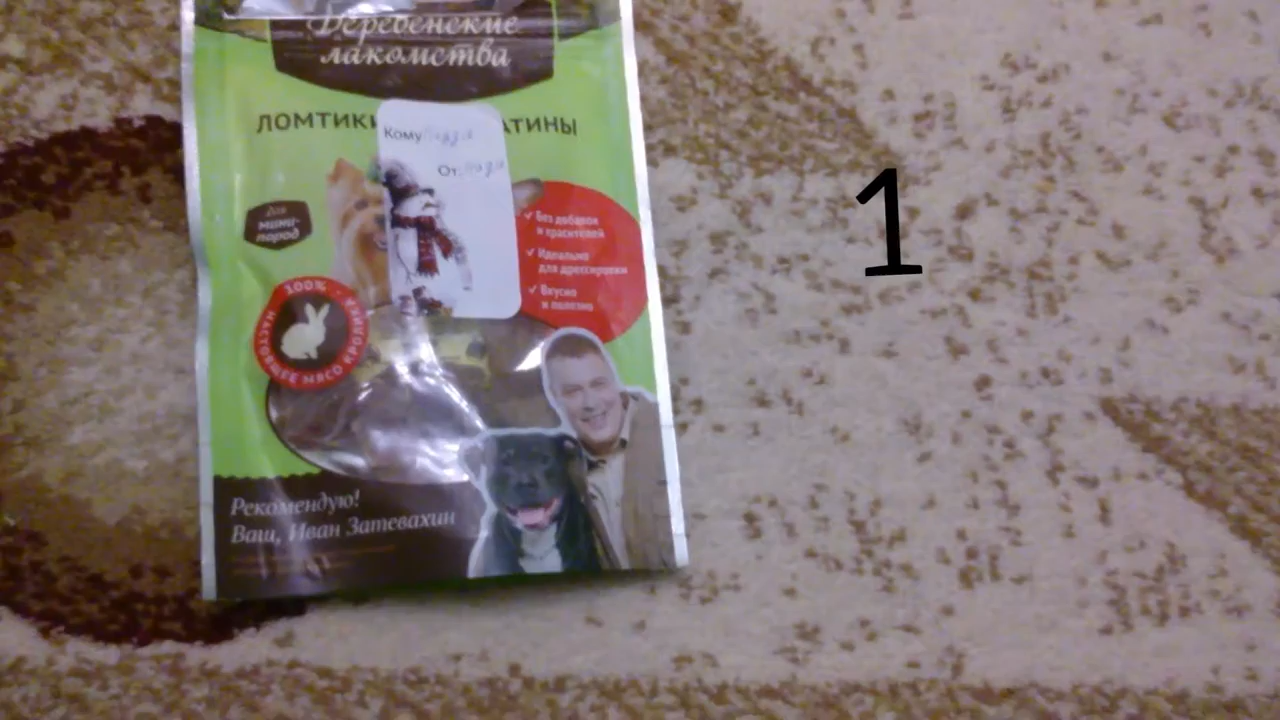 Деревенские
лакомства
ЛОМТИКИ АТИНЫ
Кому
От
Для
мини-
пород
Без добавок
и красителей
Идеально
для дрессировки
Вкусно
и полезно
100% НАСТОЯЩЕЕ МЯСО КРОЛИКА
Рекомендую!
Ваш, Иван Затевахин
1